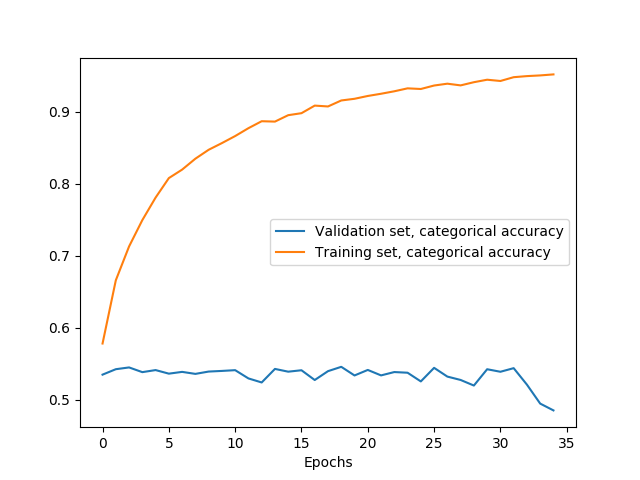 0.9
0.8
0.7
0.6
0.5
Validation set, categorical accuracy
Training set, categorical accuracy
0 5 10 15 20 25 30 35
Epochs